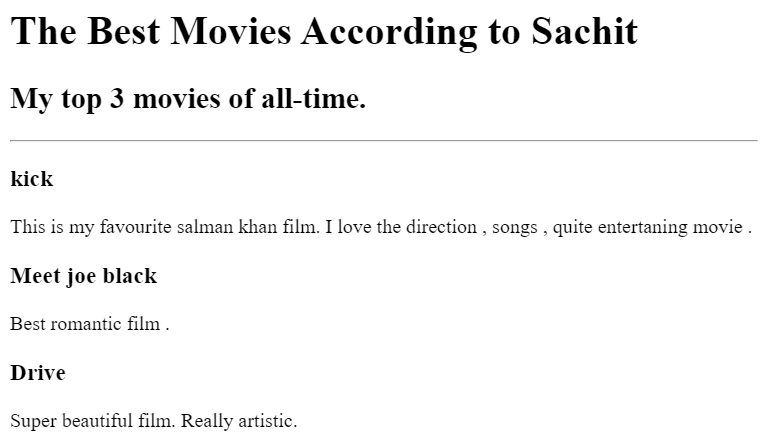 The Best Movies According to Sachit
My top 3 movies of all-time.
kick
This is my favourite salman khan film. I love the direction , songs , quite entertaning movie .
Meet joe black
Best romantic film .
Drive
Super beautiful film. Really artistic.